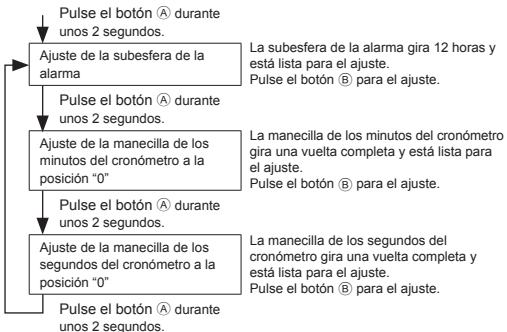 Pulse el botón Ⓐ durante
unos 2 segundos.
Ajuste de la subesfera de la
alarma
La subesfera de la alarma gira 12 horas y
está lista para el ajuste.
Pulse el botón Ⓑ para el ajuste.
Pulse el botón Ⓐ durante
unos 2 segundos.
Ajuste de la manecilla de los
minutos del cronómetro a la
posición “0”
La manecilla de los minutos del cronómetro
gira una vuelta completa y está lista para
el ajuste.
Pulse el botón Ⓑ para el ajuste.
Pulse el botón Ⓐ durante
unos 2 segundos.
Ajuste de la manecilla de los
segundos del cronómetro a la
posición “0”
La manecilla de los segundos del
cronómetro gira una vuelta completa y
está lista para el ajuste.
Pulse el botón Ⓑ para el ajuste.
Pulse el botón Ⓐ durante
unos 2 segundos.